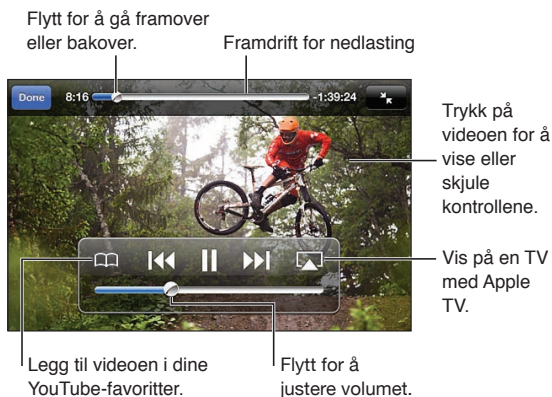 Flytt for å gå framover
eller bakover.
Framdrift for nedlasting
Done
8:16
-1:39:24
Trykk på
videoen for å
vise eller
skjule
kontrollene.
Vis på en TV
med Apple
TV.
Legg til videoen i dine
YouTube-favoritter.
Flytt for å
justere volumet.